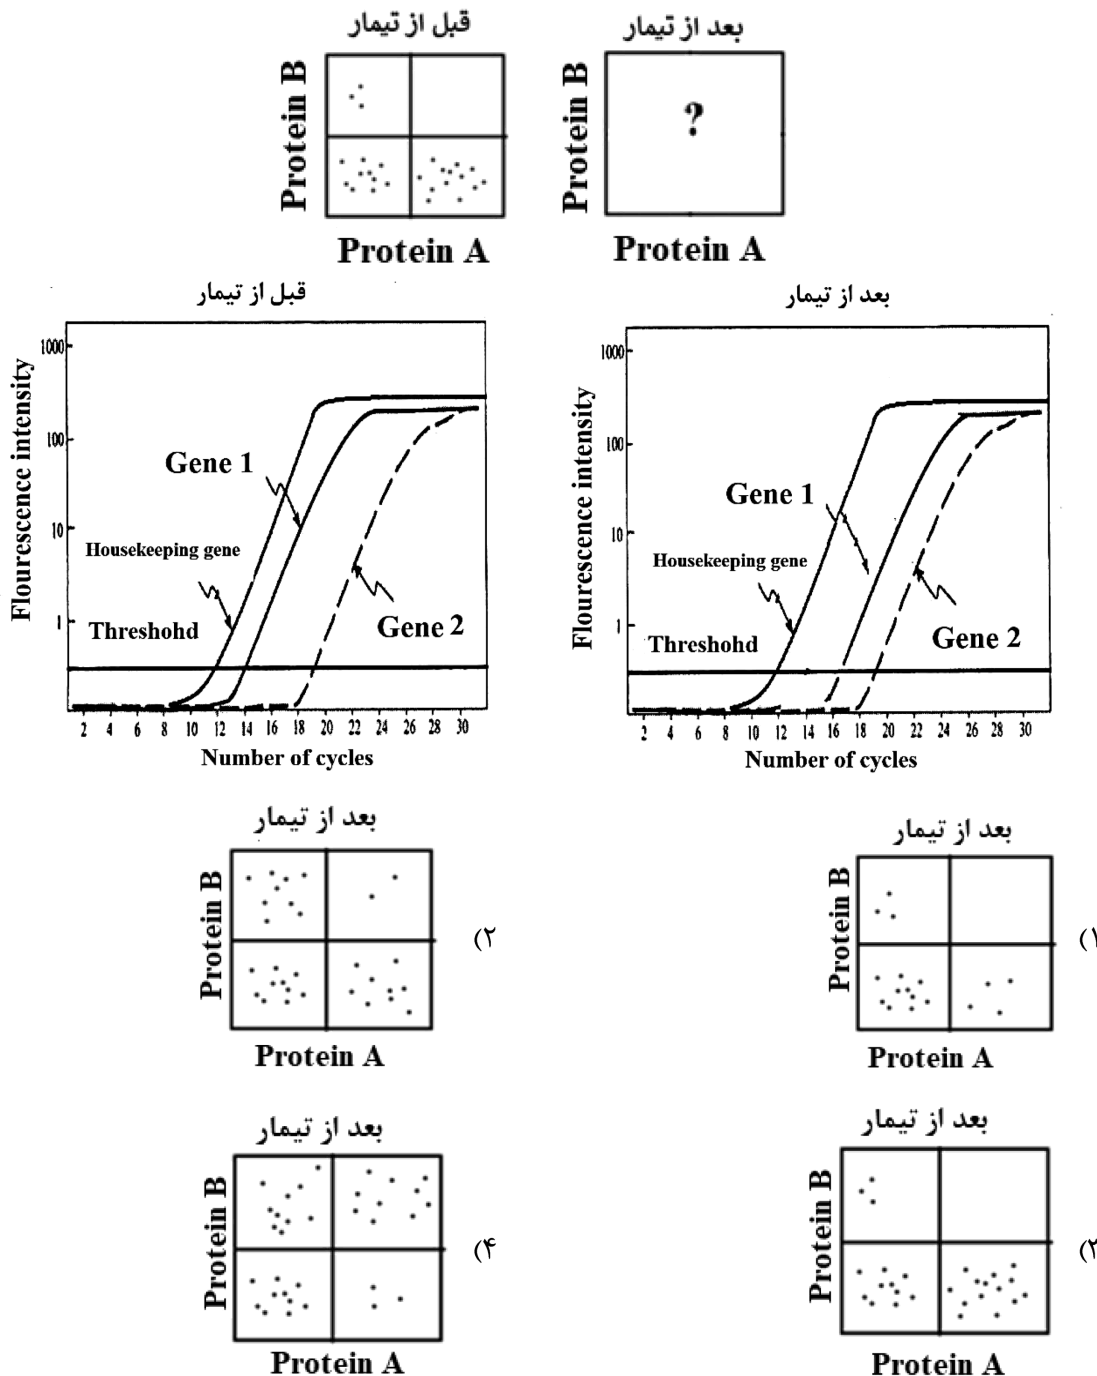 قبل از تیمار
بعد از تیمار
Protein B
Protein A
Protein B
?
Protein A
قبل از تیمار
بعد از تیمار
Flourescence intensity
1000
100
10
1
Gene 1
Housekeeping gene
Gene 2
Threshohd
2 4 6 8 10 12 14 16 18 20 22 24 26 28 30
Number of cycles
Flourescence intensity
1000
100
10
1
Gene 1
Housekeeping gene
Gene 2
Threshohd
2 4 6 8 10 12 14 16 18 20 22 24 26 28 30
Number of cycles
بعد از تیمار
Protein B
Protein A
(۱
بعد از تیمار
Protein B
Protein A
(۲
بعد از تیمار
Protein B
Protein A
بعد از تیمار
Protein B
Protein A
(۴